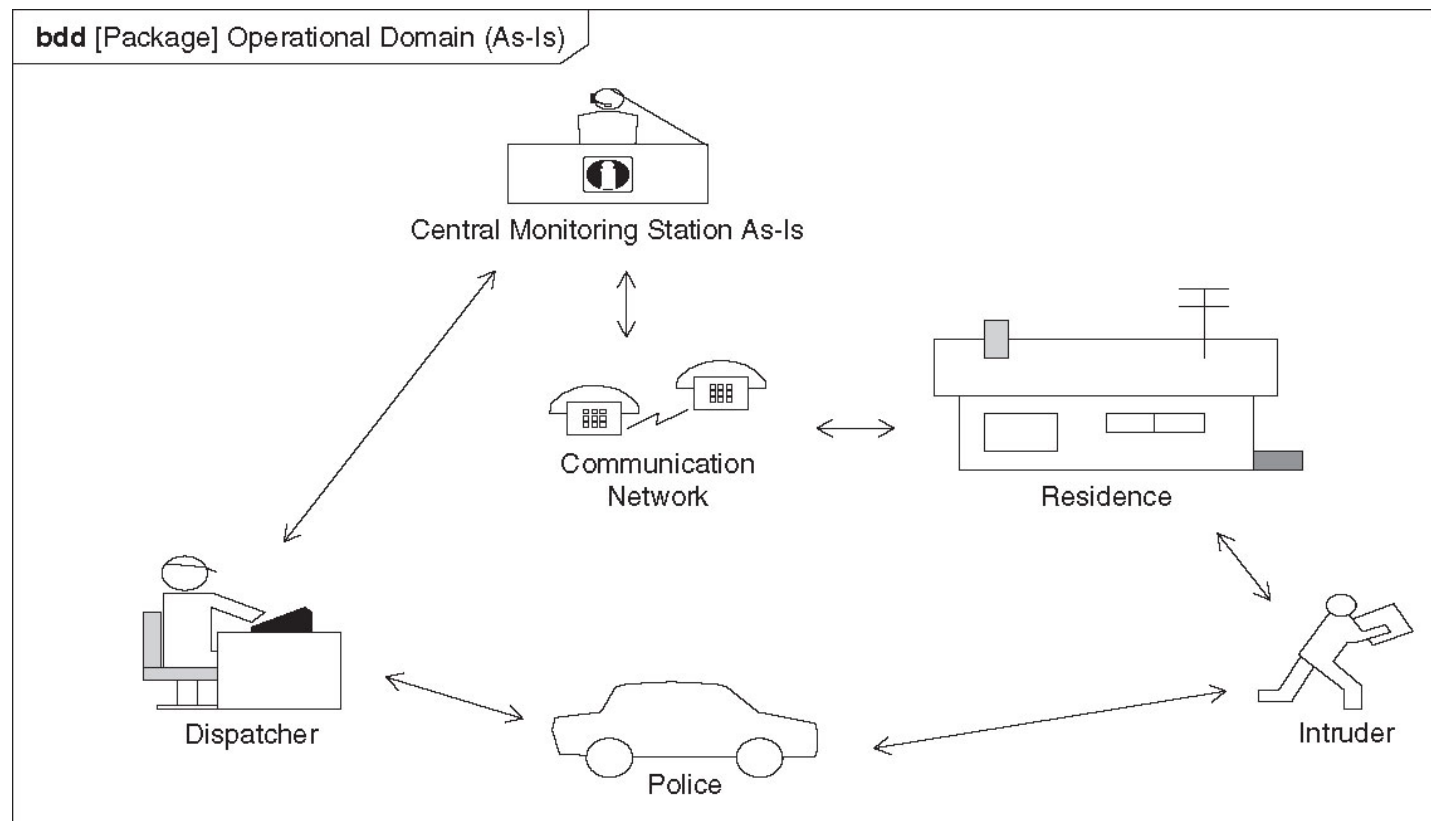 bdd [Package] Operational Domain (As-Is)
Central Monitoring Station As-Is
Communication
Network
Residence
Dispatcher
Police
Intruder